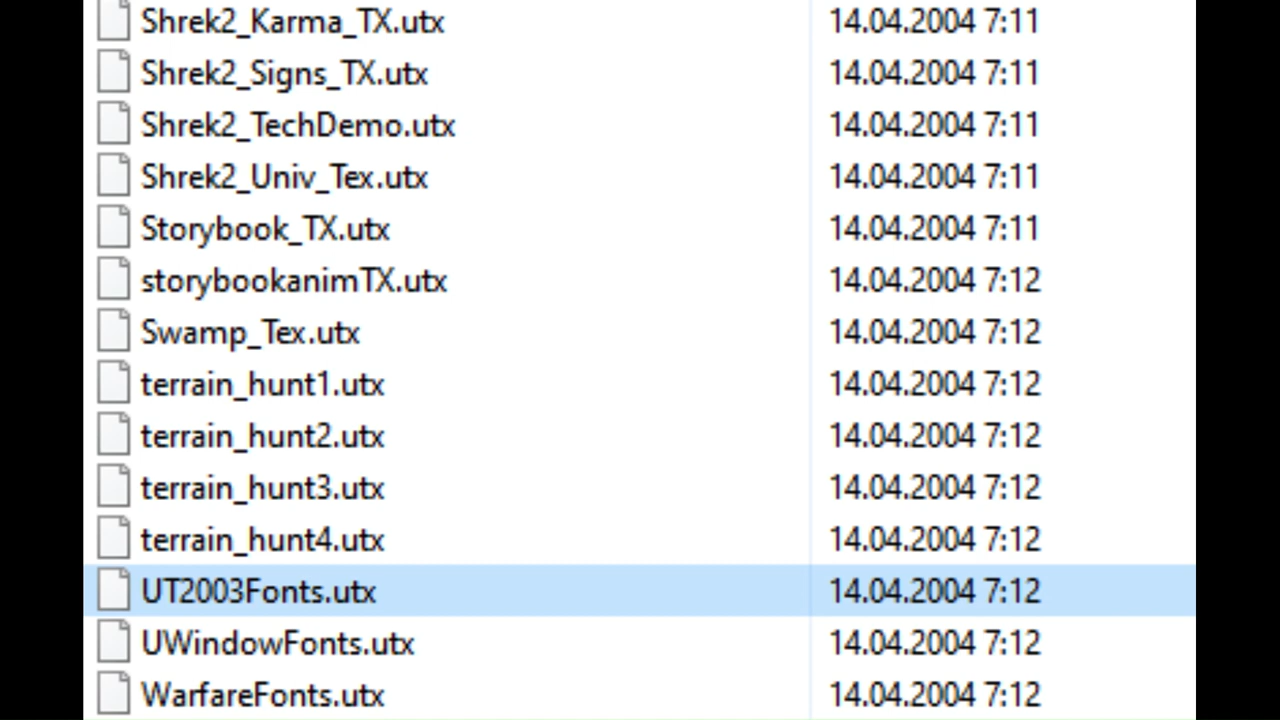 Shrek2_Karma_TX.utx 14.04.2004 7:11
Shrek2_Signs_TX.utx 14.04.2004 7:11
Shrek2_TechDemo.utx 14.04.2004 7:11
Shrek2_Univ_Tex.utx 14.04.2004 7:11
Storybook_TX.utx 14.04.2004 7:11
storybookanimTX.utx 14.04.2004 7:12
Swamp_Tex.utx 14.04.2004 7:12
terrain_hunt1.utx 14.04.2004 7:12
terrain_hunt2.utx 14.04.2004 7:12
terrain_hunt3.utx 14.04.2004 7:12
terrain_hunt4.utx 14.04.2004 7:12
UT2003Fonts.utx 14.04.2004 7:12
UWindowFonts.utx 14.04.2004 7:12
WarfareFonts.utx 14.04.2004 7:12